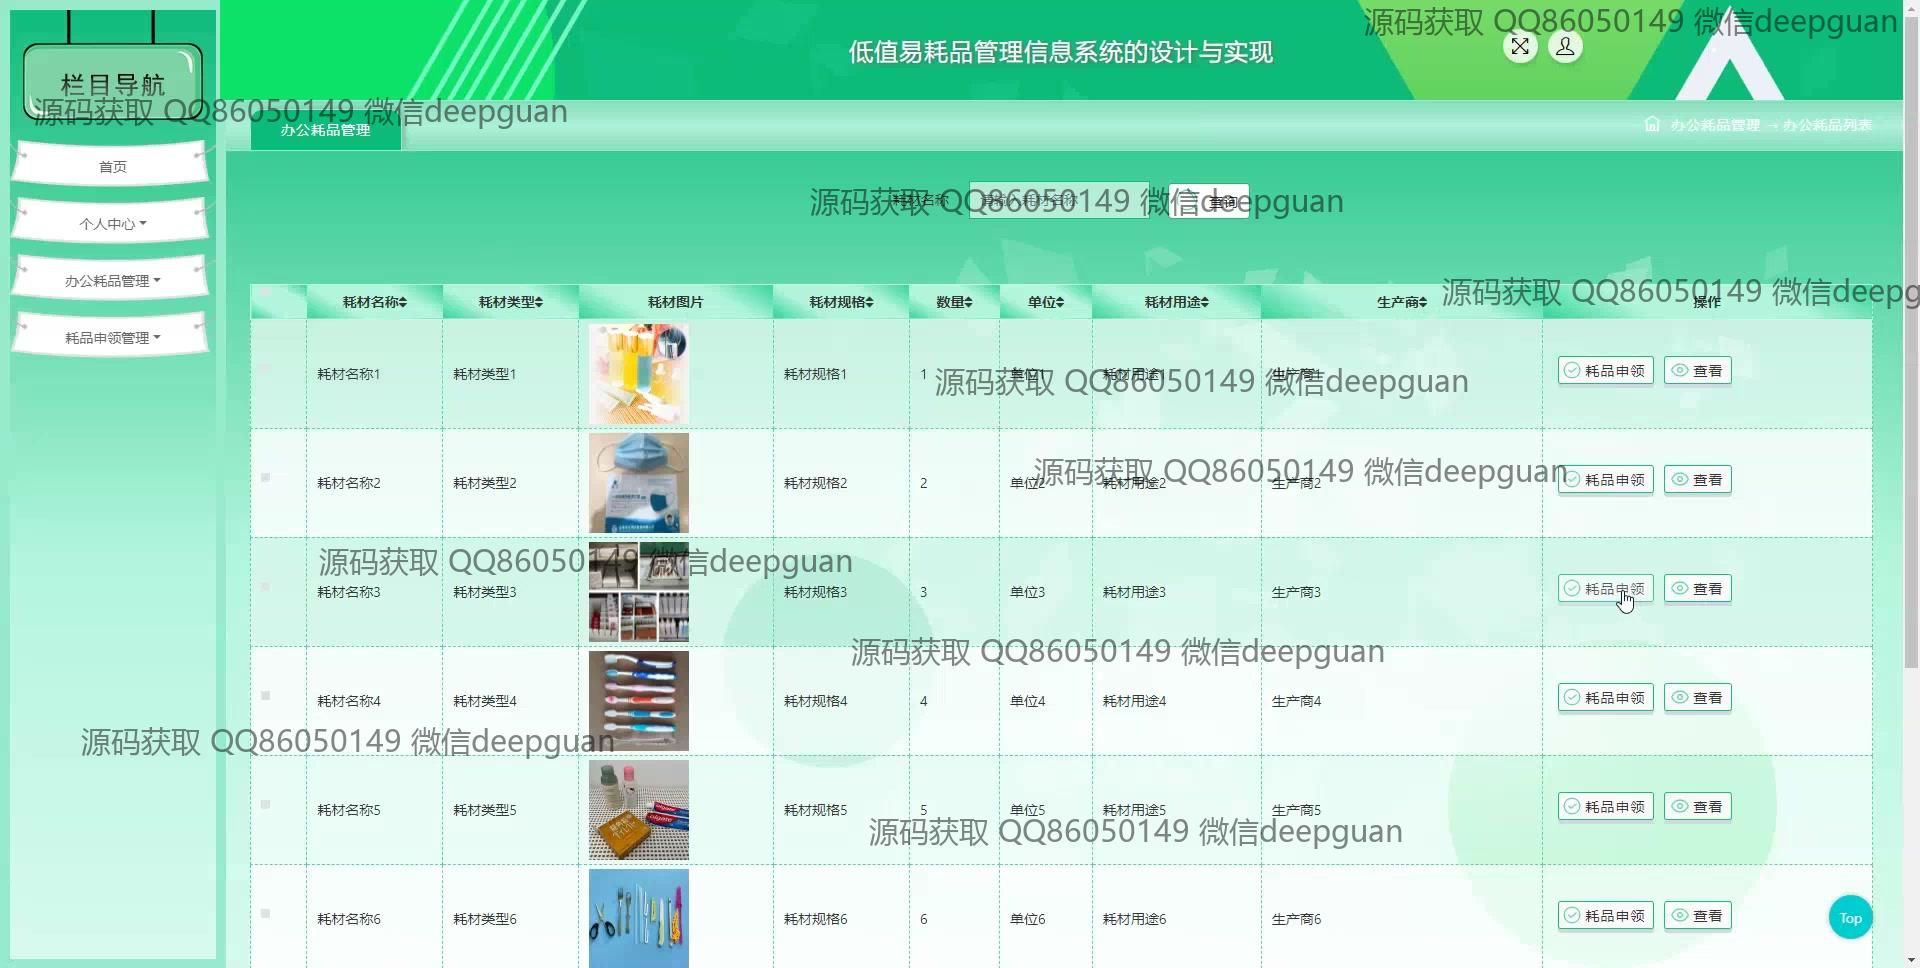 源码获取 QQ86050149 微信deepguan
低值易耗品管理信息系统的设计与实现
栏目导航
源码获取 QQ86050149 微信deepguan
办公耗品管理
办公耗品管理 → 办公耗品列表
首页
个人中心
办公耗品管理
耗品申领管理
耗材名称 请输入耗材名称 查询
源码获取 QQ86050149 微信deepguan
源码获取 QQ86050149 微信deepg
耗材名称 耗材类型 耗材图片 耗材规格 数量 单位 耗材用途 生产商 操作
耗材名称1 耗材类型1 耗材规格1 1 单位1 耗材用途1 生产商1 耗品申领 查看
源码获取 QQ86050149 微信deepguan
耗材名称2 耗材类型2 耗材规格2 2 单位2 耗材用途2 生产商2 耗品申领 查看
源码获取 QQ86050149 微信deepguan
源码获取 QQ86050149 微信deepguan
耗材名称3 耗材类型3 耗材规格3 3 单位3 耗材用途3 生产商3 耗品申领 查看
源码获取 QQ86050149 微信deepguan
耗材名称4 耗材类型4 耗材规格4 4 单位4 耗材用途4 生产商4 耗品申领 查看
源码获取 QQ86050149 微信deepguan
耗材名称5 耗材类型5 耗材规格5 5 单位5 耗材用途5 生产商5 耗品申领 查看
Colgate
源码获取 QQ86050149 微信deepguan
耗材名称6 耗材类型6 耗材规格6 6 单位6 耗材用途6 生产商6 耗品申领 查看
Top